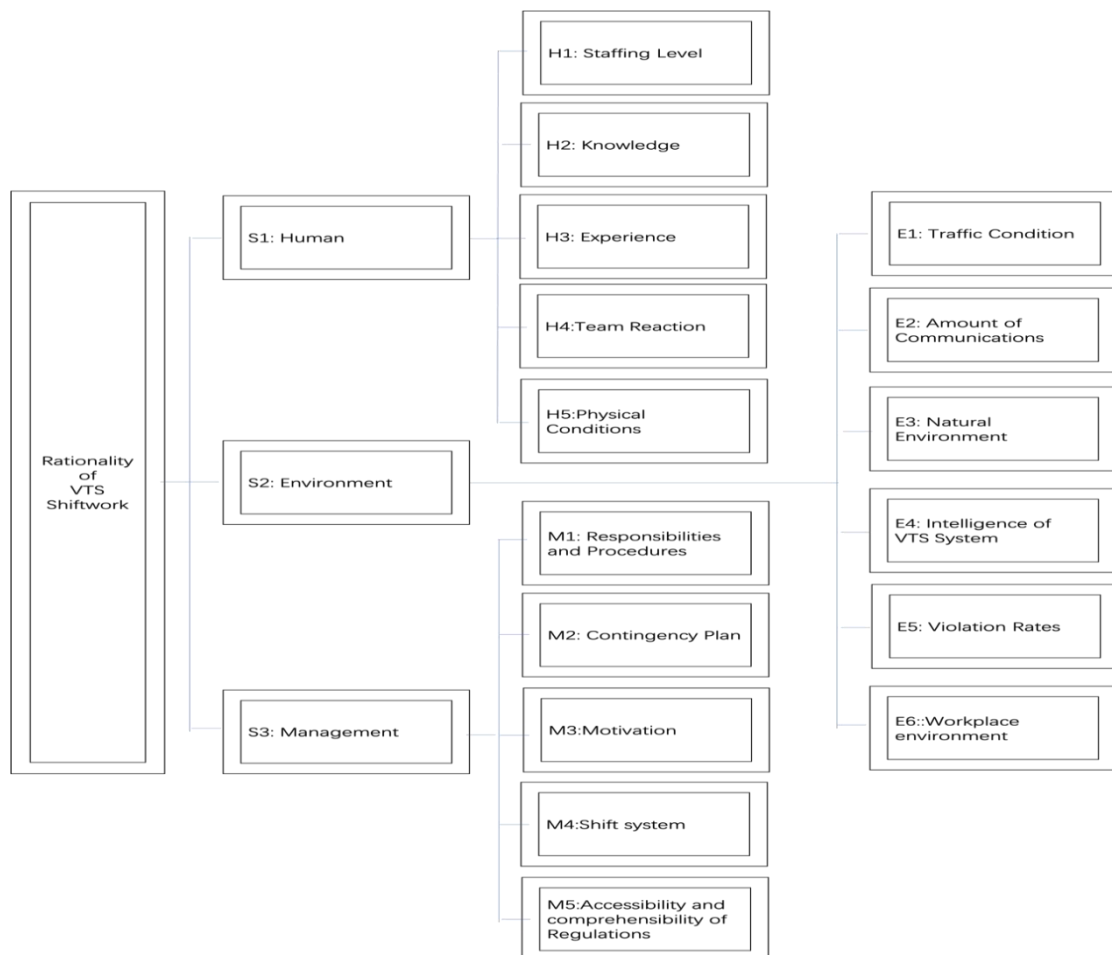 Rationality
of
VTS
Shiftwork
S1: Human
S2: Environment
S3: Management
H1: Staffing Level
H2: Knowledge
H3: Experience
H4:Team Reaction
H5:Physical
Conditions
M1: Responsibilities
and Procedures
M2: Contingency Plan
M3:Motivation
M4:Shift system
M5:Accessibility and
comprehensibility of
Regulations
E1: Traffic Condition
E2: Amount of
Communications
E3: Natural
Environment
E4: Intelligence of
VTS System
E5: Violation Rates
E6::Workplace
environment